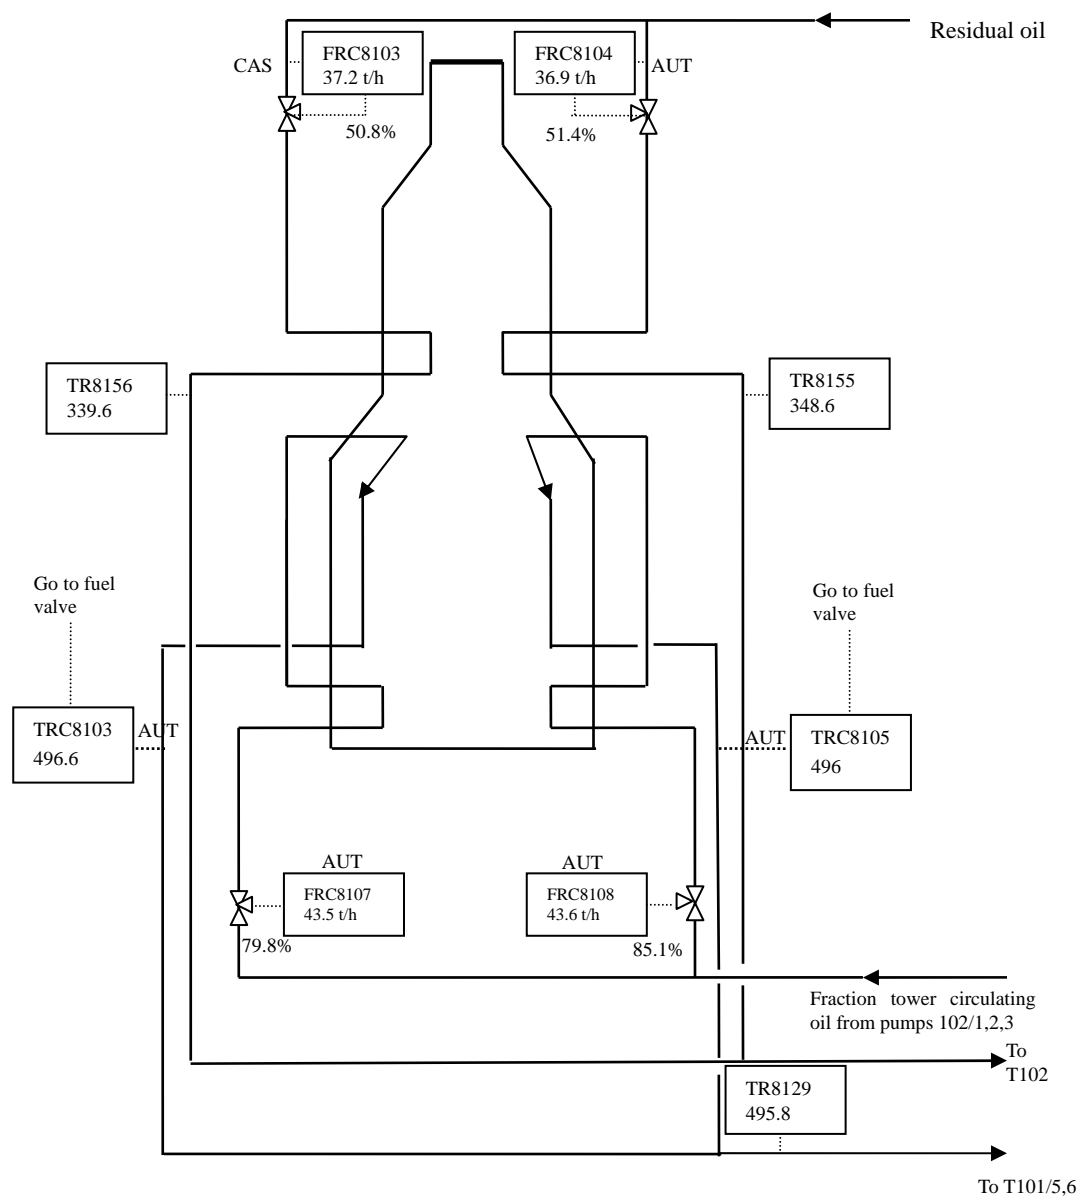 Residual oil
CAS
FRC8103
37.2 t/h
FRC8104
36.9 t/h
AUT
50.8%
51.4%
TR8156
339.6
TR8155
348.6
Go to fuel
valve
Go to fuel
valve
TRC8103
496.6
AUT
AUT
TRC8105
496
AUT
FRC8107
43.5 t/h
AUT
FRC8108
43.6 t/h
79.8%
85.1%
Fraction tower circulating
oil from pumps 102/1,2,3
To
T102
TR8129
495.8
To T101/5,6